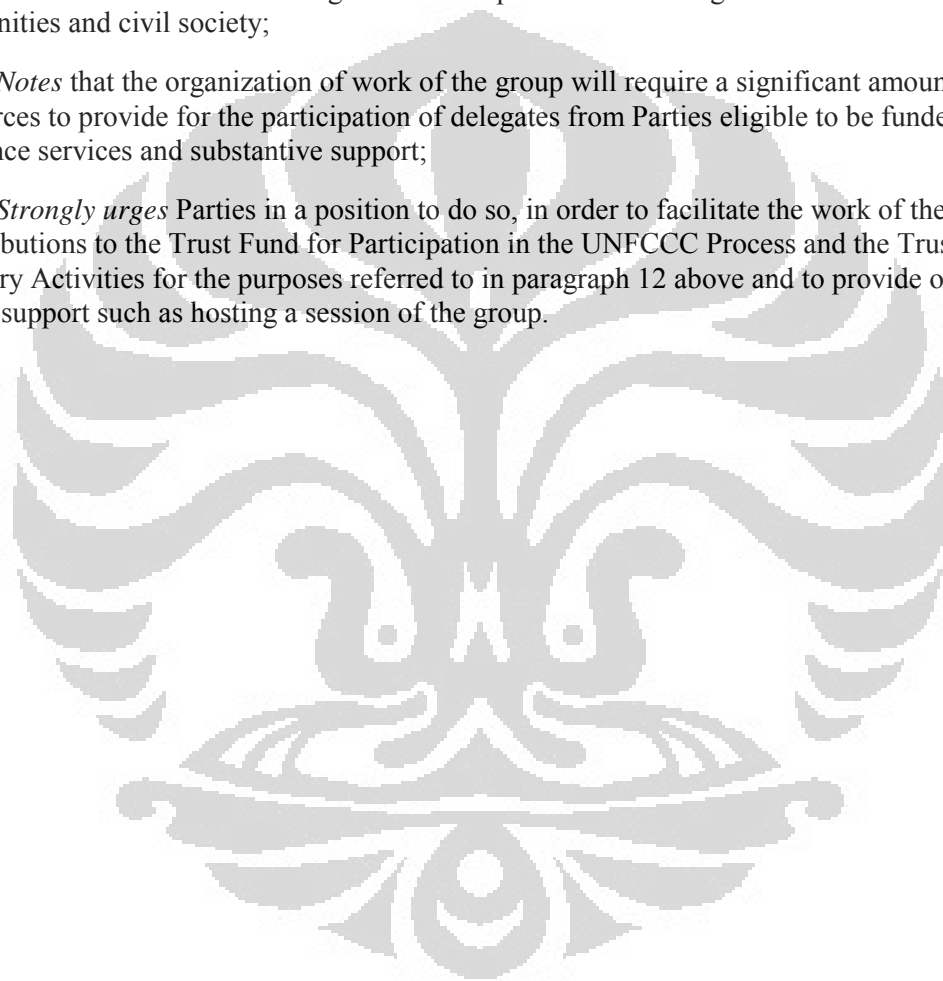 nities and civil society;
Notes that the organization of work of the group will require a significant amoun
rces to provide for the participation of delegates from Parties eligible to be funde
nce services and substantive support;
Strongly urges Parties in a position to do so, in order to facilitate the work of the
butions to the Trust Fund for Participation in the UNFCCC Process and the Trus
ry Activities for the purposes referred to in paragraph 12 above and to provide o
support such as hosting a session of the group.